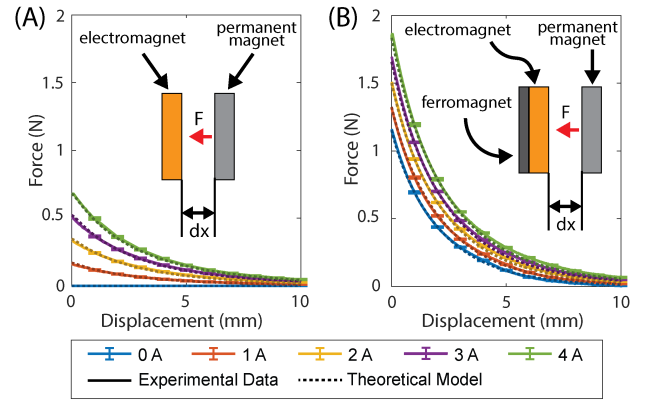 (A)
2
1.5
1
0.5
0
0
5
10
Force (N)
Displacement (mm)
electromagnet
permanent
magnet
F
dx
(B)
2
1.5
1
0.5
0
0
5
10
Force (N)
Displacement (mm)
electromagnet
permanent
magnet
ferromagnet
F
dx
0 A 1 A 2 A 3 A 4 A
Experimental Data Theoretical Model